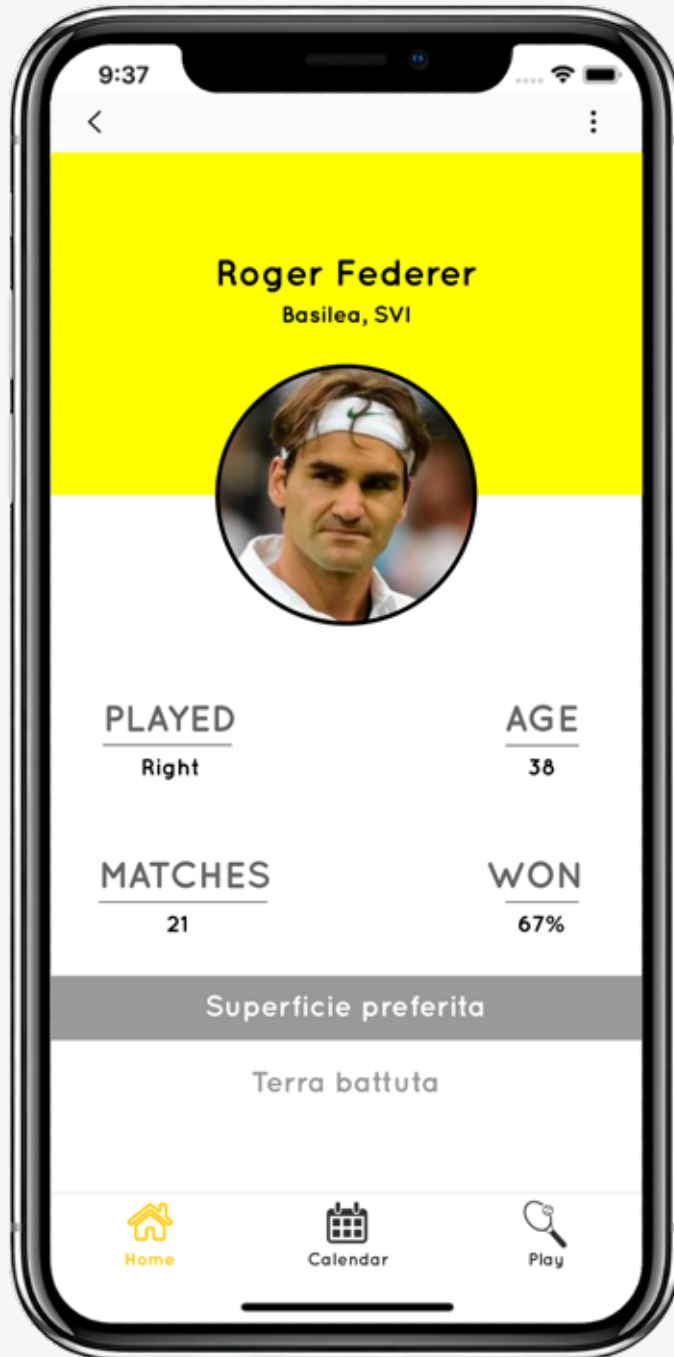 9:37
Roger Federer
Basilea, SVI
PLAYED AGE
Right 38
MATCHES WON
21 67%
Superficie preferita
Terra battuta
Home Calendar Play